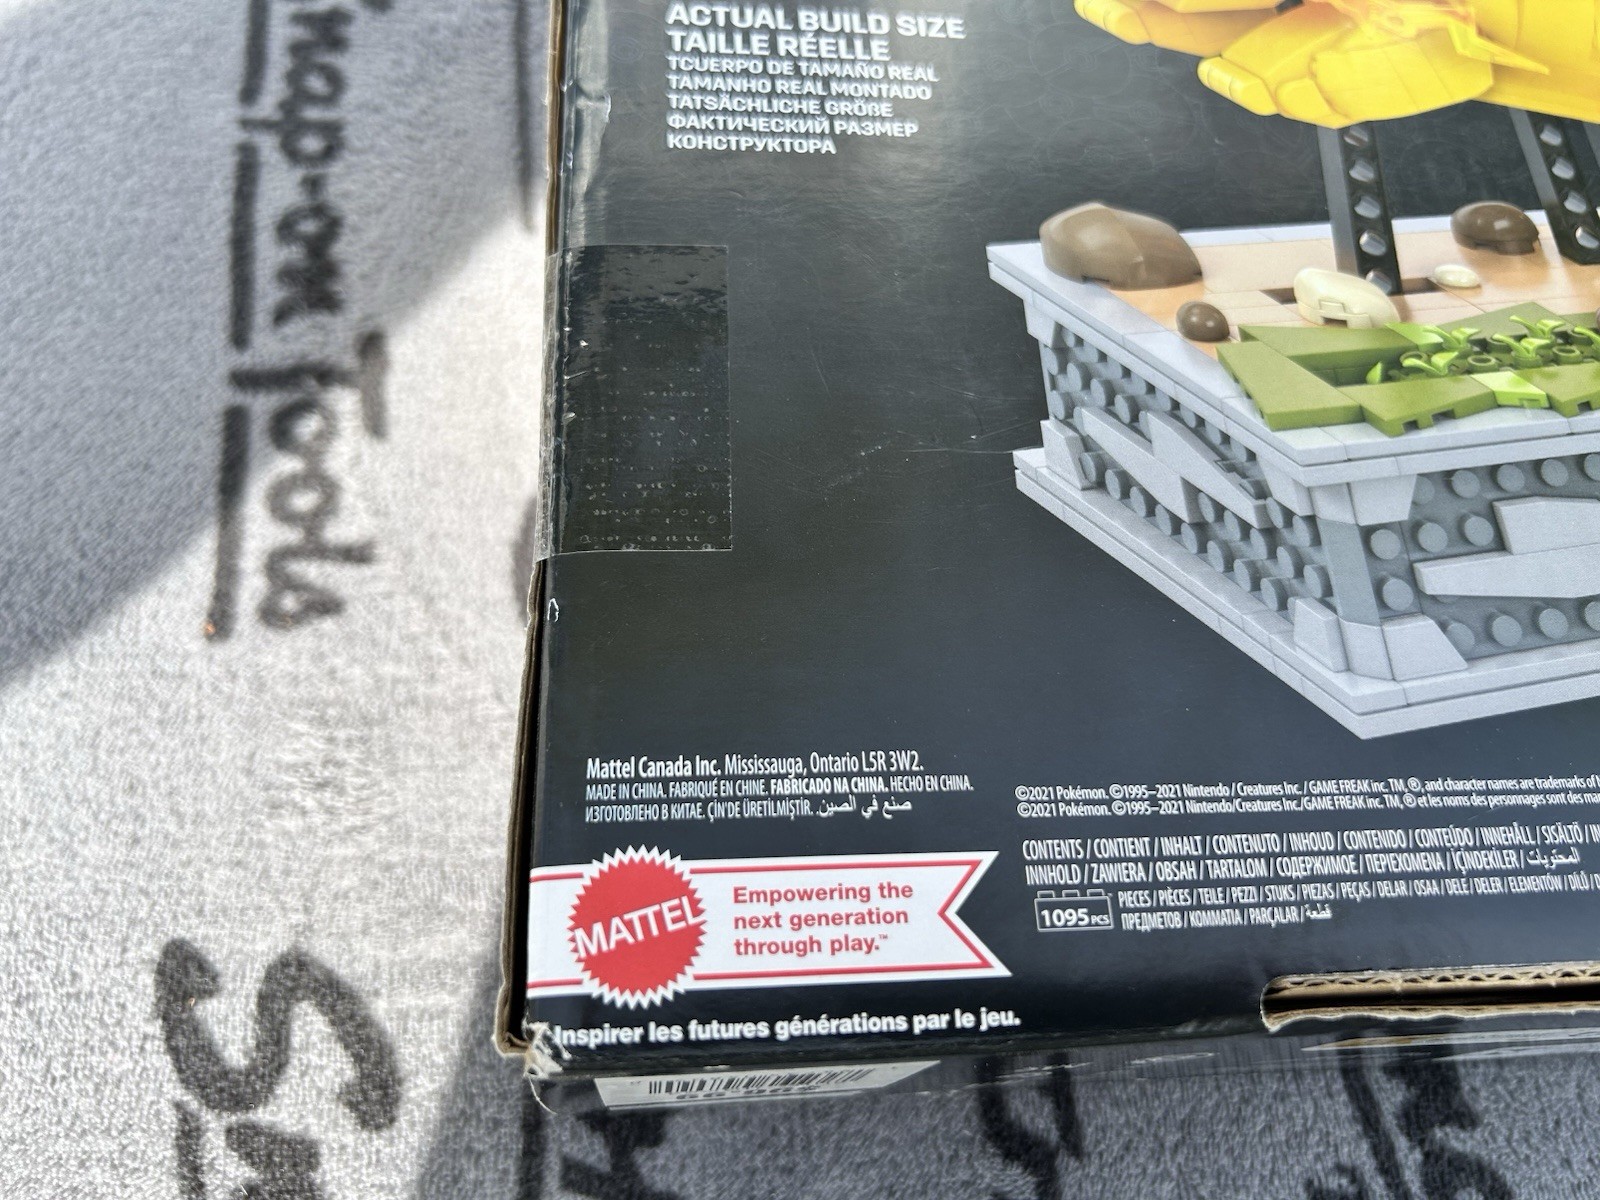 ACTUAL BUILD SIZE
TAILLE RÉELLE
TCUERPO DE TAMAÑO REAL
TAMANHO REAL MONTADO
TATSÄCHLICHE GRÖßE
ФАКТИЧЕСКИЙ РАЗМЕР
КОНСТРУКТОРА
Snap-on Tools
Mattel Canada Inc. Mississauga, Ontario L5R 3W2.
MADE IN CHINA. FABRIQUÉ EN CHINE. FABRICADO NA CHINA. HECHO EN CHINA.
ИЗГОТОВЛЕНО В КИТАЕ. ÇİN'DE ÜRETİLMİŞTİR. صنع في الصين.
MATTEL
Empowering the
next generation
through play.™
Inspirer les futures générations par le jeu.
©2021 Pokémon. ©1995–2021 Nintendo / Creatures Inc. / GAME FREAK inc. TM, ®, and character names are trademarks of
©2021 Pokémon. ©1995–2021 Nintendo/Creatures Inc. /GAME FREAK inc. TM, ® et les noms des personnages sont des
CONTENTS / CONTIENT / INHALT / CONTENUTO / INHOUD / CONTENIDO / CONTEÚDO / INNEHÅLL / SISÄLTÖ /
INNHOLD / ZAWIERA / OBSAH / TARTALOM / СОДЕРЖИМОЕ / ΠΕΡΙΕΧΟΜΕΝΑ / İÇİNDEKİLER / المحتويات
1095 PCS
PIECES / PIÈCES / TEILE / PEZZI / STUKS / PIEZAS / PEÇAS / DELAR / OSAA / DELE / DELER / ELEMENTÓW / DÍLŮ /
ПРЕДМЕТОВ / ΚΟΜΜΑΤΙΑ / PARÇALAR / قطعة